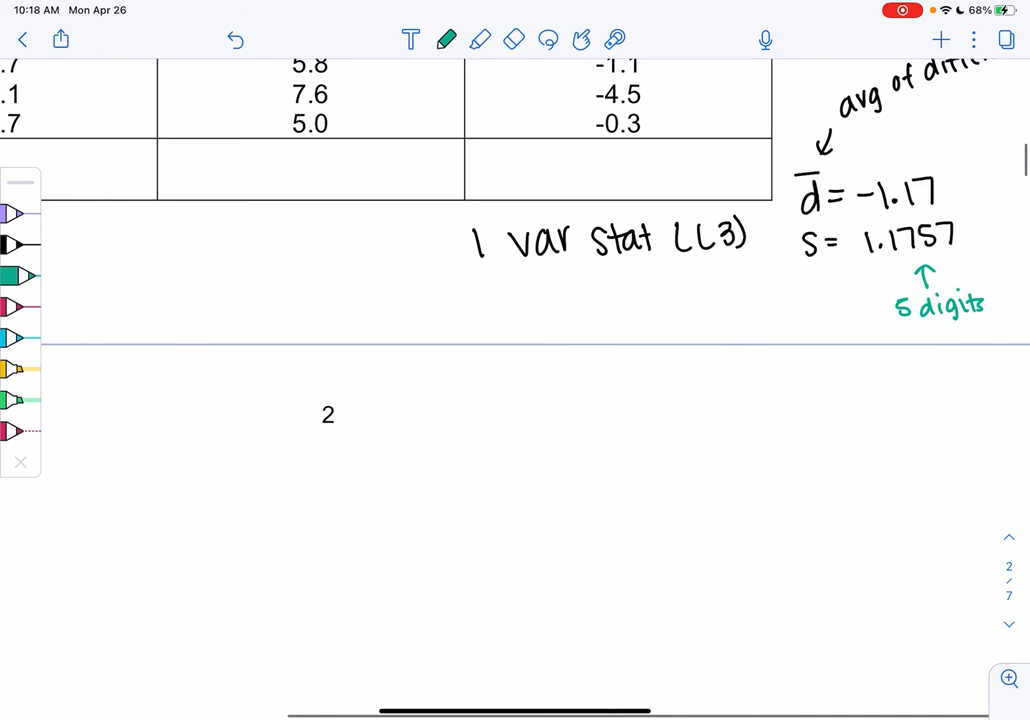 10:18 AM Mon Apr 26 68%
T
.7 5.8 -1.1
.1 7.6 -4.5
.7 5.0 -0.3
avg of
d̅ = -1.17
1 var stat (L3) s = 1.1757
5 digits
2
2
/
7